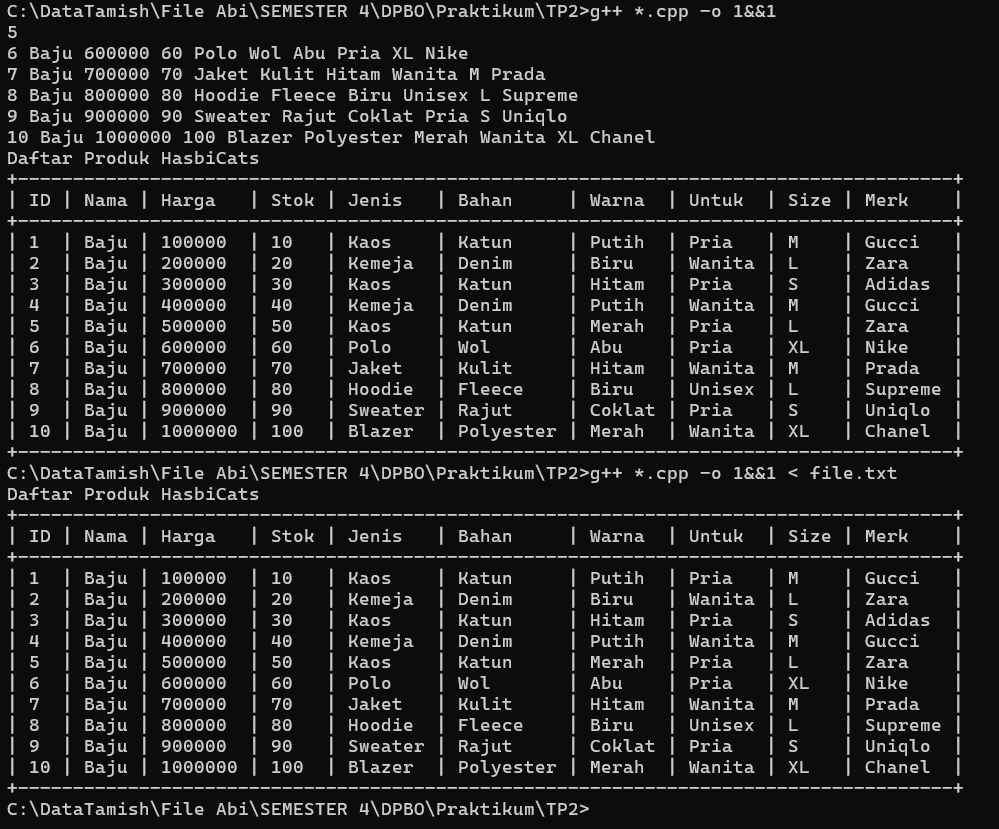 C:\DataTamish\File Abi\SEMESTER 4\DPBO\Praktikum\TP2>g++ *.cpp -o 1&&1
5
6 Baju 600000 60 Polo Wol Abu Pria XL Nike
7 Baju 700000 70 Jaket Kulit Hitam Wanita M Prada
8 Baju 800000 80 Hoodie Fleece Biru Unisex L Supreme
9 Baju 900000 90 Sweater Rajut Coklat Pria S Uniqlo
10 Baju 1000000 100 Blazer Polyester Merah Wanita XL Chanel
Daftar Produk HasbiCats
+-------------------------------------------------------------------------------------+
| ID | Nama | Harga   | Stok | Jenis   | Bahan     | Warna  | Untuk  | Size | Merk    |
+-------------------------------------------------------------------------------------+
| 1  | Baju | 100000  | 10   | Kaos    | Katun     | Putih  | Pria   | M    | Gucci   |
| 2  | Baju | 200000  | 20   | Kemeja  | Denim     | Biru   | Wanita | L    | Zara    |
| 3  | Baju | 300000  | 30   | Kaos    | Katun     | Hitam  | Pria   | S    | Adidas  |
| 4  | Baju | 400000  | 40   | Kemeja  | Denim     | Putih  | Wanita | M    | Gucci   |
| 5  | Baju | 500000  | 50   | Kaos    | Katun     | Merah  | Pria   | L    | Zara    |
| 6  | Baju | 600000  | 60   | Polo    | Wol       | Abu    | Pria   | XL   | Nike    |
| 7  | Baju | 700000  | 70   | Jaket   | Kulit     | Hitam  | Wanita | M    | Prada   |
| 8  | Baju | 800000  | 80   | Hoodie  | Fleece    | Biru   | Unisex | L    | Supreme |
| 9  | Baju | 900000  | 90   | Sweater | Rajut     | Coklat | Pria   | S    | Uniqlo  |
| 10 | Baju | 1000000 | 100  | Blazer  | Polyester | Merah  | Wanita | XL   | Chanel  |
+-------------------------------------------------------------------------------------+
C:\DataTamish\File Abi\SEMESTER 4\DPBO\Praktikum\TP2>g++ *.cpp -o 1&&1 < file.txt
Daftar Produk HasbiCats
+-------------------------------------------------------------------------------------+
| ID | Nama | Harga   | Stok | Jenis   | Bahan     | Warna  | Untuk  | Size | Merk    |
+-------------------------------------------------------------------------------------+
| 1  | Baju | 100000  | 10   | Kaos    | Katun     | Putih  | Pria   | M    | Gucci   |
| 2  | Baju | 200000  | 20   | Kemeja  | Denim     | Biru   | Wanita | L    | Zara    |
| 3  | Baju | 300000  | 30   | Kaos    | Katun     | Hitam  | Pria   | S    | Adidas  |
| 4  | Baju | 400000  | 40   | Kemeja  | Denim     | Putih  | Wanita | M    | Gucci   |
| 5  | Baju | 500000  | 50   | Kaos    | Katun     | Merah  | Pria   | L    | Zara    |
| 6  | Baju | 600000  | 60   | Polo    | Wol       | Abu    | Pria   | XL   | Nike    |
| 7  | Baju | 700000  | 70   | Jaket   | Kulit     | Hitam  | Wanita | M    | Prada   |
| 8  | Baju | 800000  | 80   | Hoodie  | Fleece    | Biru   | Unisex | L    | Supreme |
| 9  | Baju | 900000  | 90   | Sweater | Rajut     | Coklat | Pria   | S    | Uniqlo  |
| 10 | Baju | 1000000 | 100  | Blazer  | Polyester | Merah  | Wanita | XL   | Chanel  |
+-------------------------------------------------------------------------------------+
C:\DataTamish\File Abi\SEMESTER 4\DPBO\Praktikum\TP2>